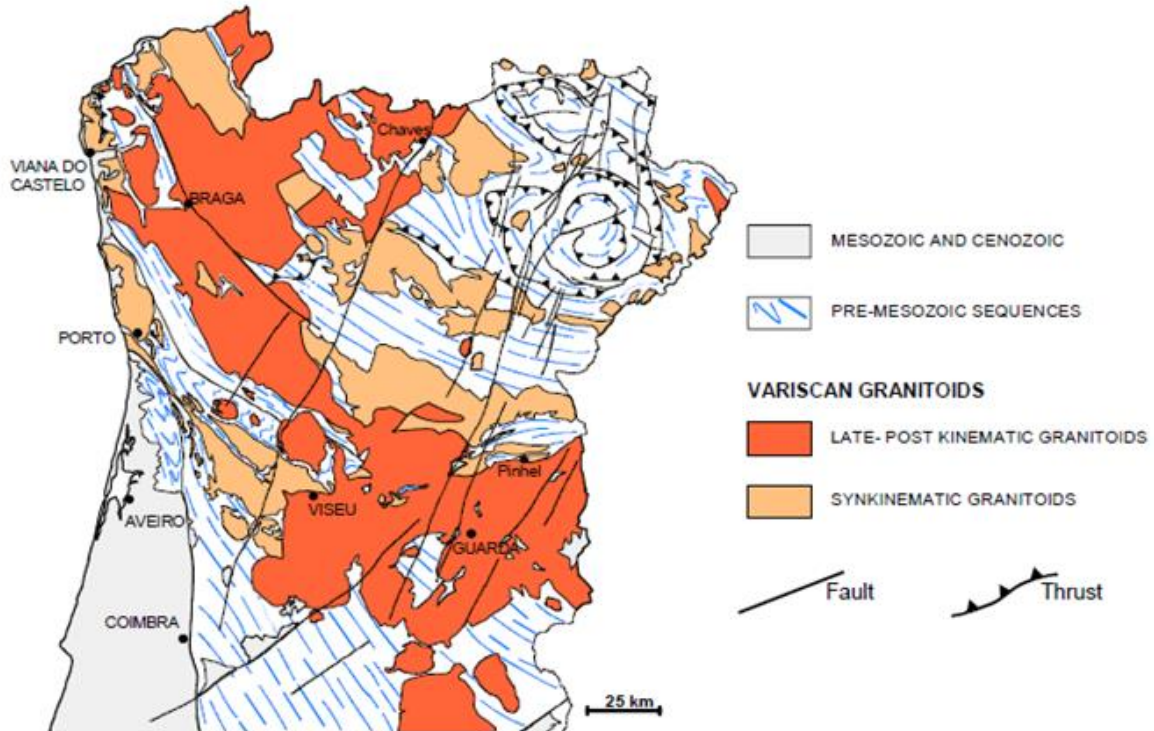 Chaves
VIANA DO
CASTELO
BRAGA
PORTO
Pinhel
VISEU
AVEIRO
GUARDA
COIMBRA
25 km
MESOZOIC AND CENOZOIC
PRE-MESOZOIC SEQUENCES
VARISCAN GRANITOIDS
LATE- POST KINEMATIC GRANITOIDS
SYNKINEMATIC GRANITOIDS
Fault
Thrust